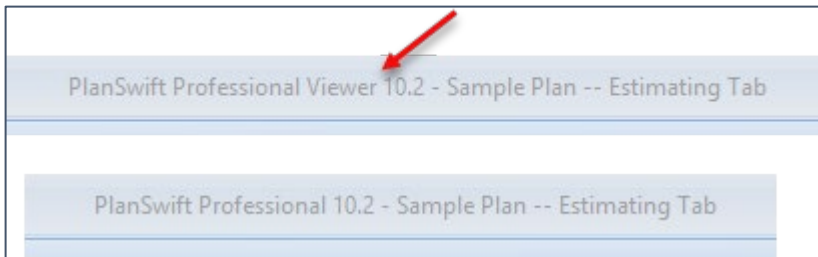 PlanSwift Professional Viewer 10.2 - Sample Plan -- Estimating Tab
PlanSwift Professional 10.2 - Sample Plan -- Estimating Tab